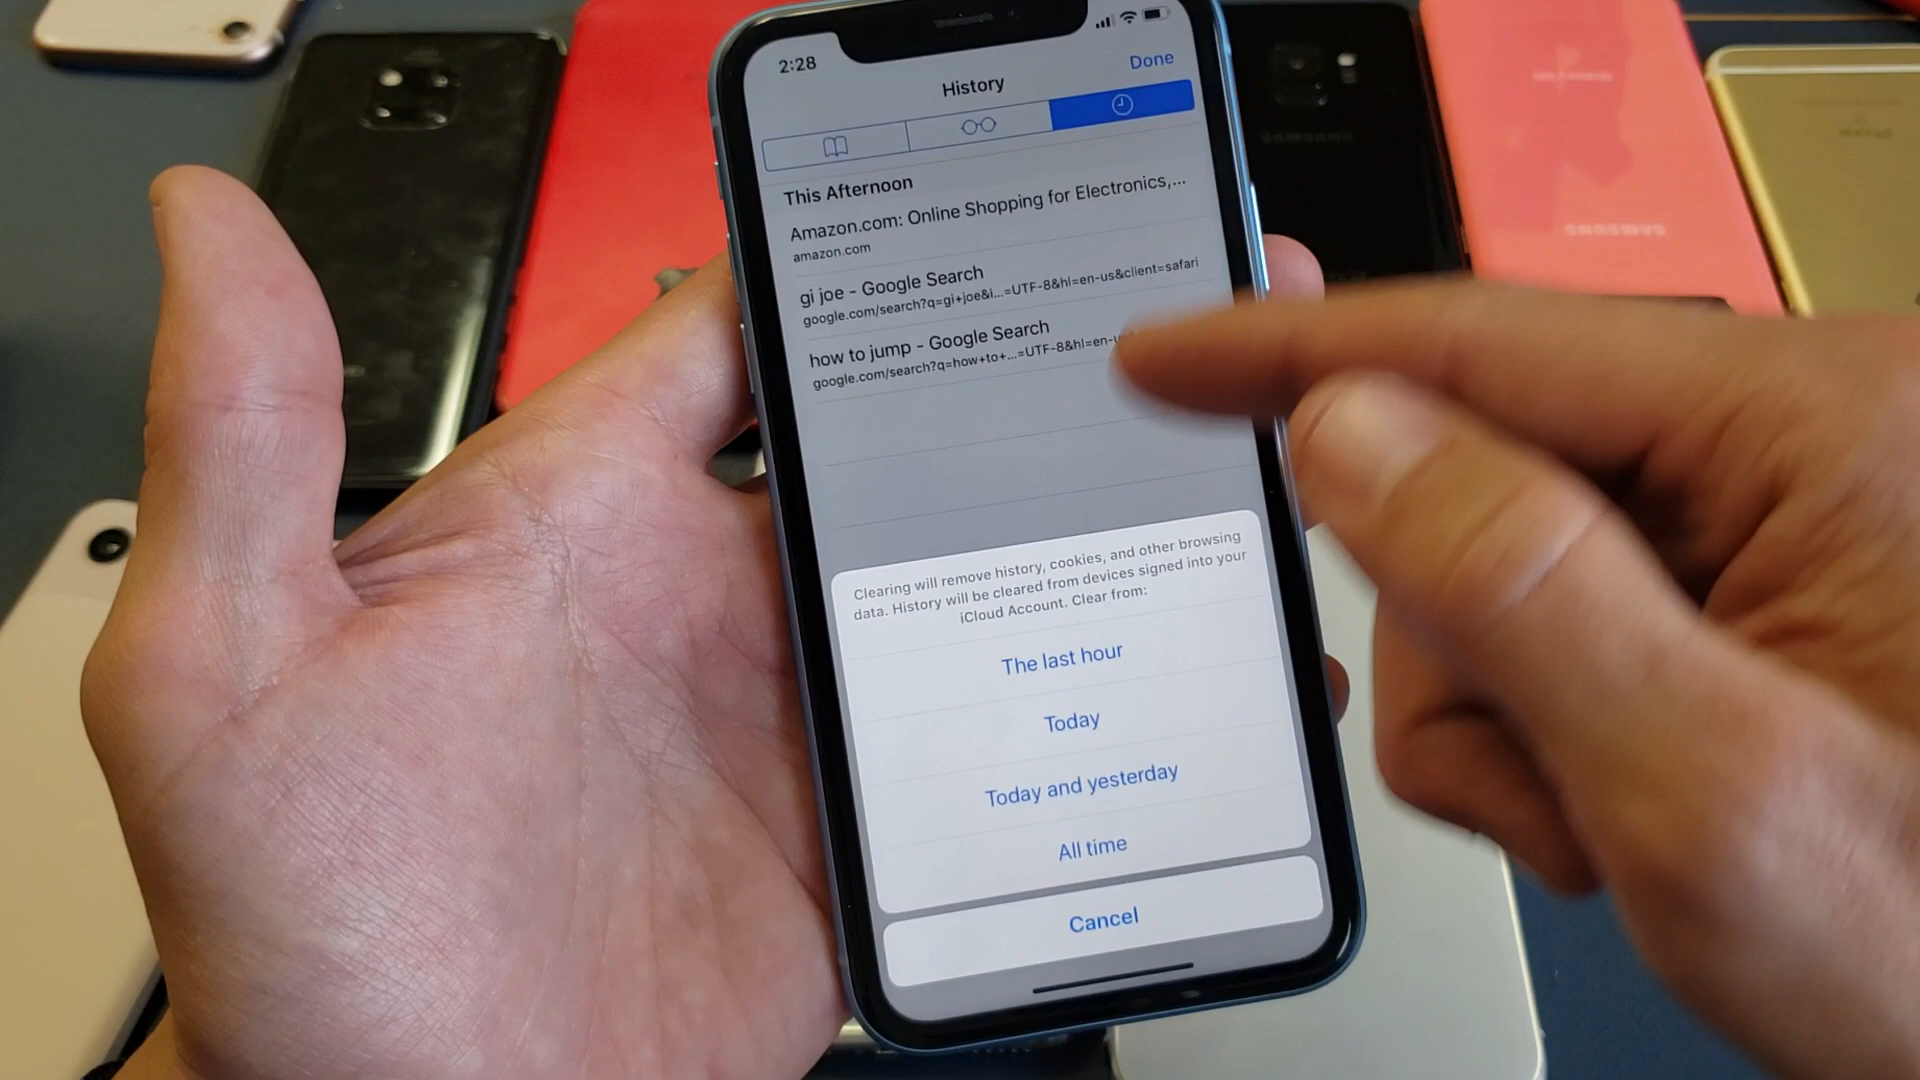 2:28
History
Done
This Afternoon
Amazon.com: Online Shopping for Electronics,...
amazon.com
gi joe - Google Search
google.com/search?q=gi+joe&i...=UTF-8&hl=en-us&client=safari
how to jump - Google Search
google.com/search?q=how+to+...=UTF-8&hl=en-u
Clearing will remove history, cookies, and other browsing
data. History will be cleared from devices signed into your
iCloud Account. Clear from:
The last hour
Today
Today and yesterday
All time
Cancel
SAMSUNG
SAMSUNG